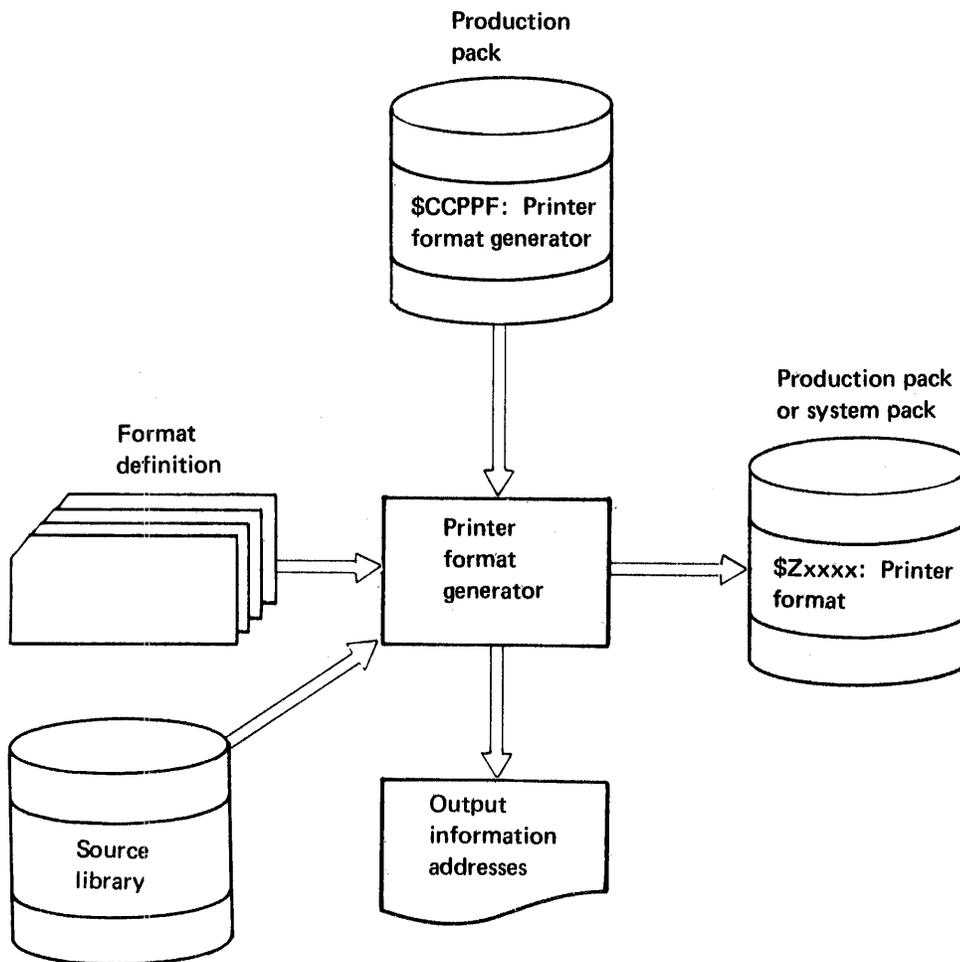 Production
pack
$CCPPF: Printer
format generator
Production pack
or system pack
Format
definition
Printer
format
generator
$Zxxxx: Printer
format
Source
library
Output
information
addresses